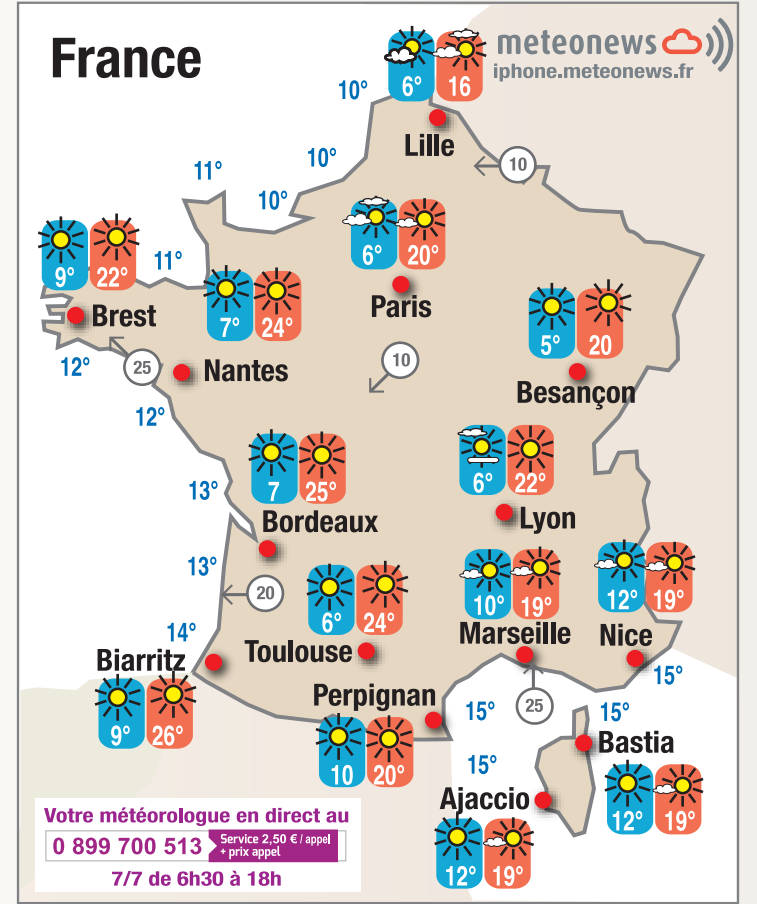 France
meteonews
iphone.meteonews.fr
6° 16
10°
Lille
10
10°
11°
10°
6° 20°
Paris
9° 22°
11°
7° 24°
Brest
5° 20
12°
25
Nantes
10
Besançon
12°
7 25°
6° 22°
13°
Bordeaux
Lyon
13°
20
6° 24°
10° 19°
12° 19°
14°
Biarritz
Toulouse
Marseille
Nice
15°
9° 26°
Perpignan
15°
25
15°
10 20°
Bastia
15°
Ajaccio
12° 19°
12° 19°
Votre météorologue en direct au
0 899 700 513 Service 2,50 € / appel
+ prix appel
7/7 de 6h30 à 18h